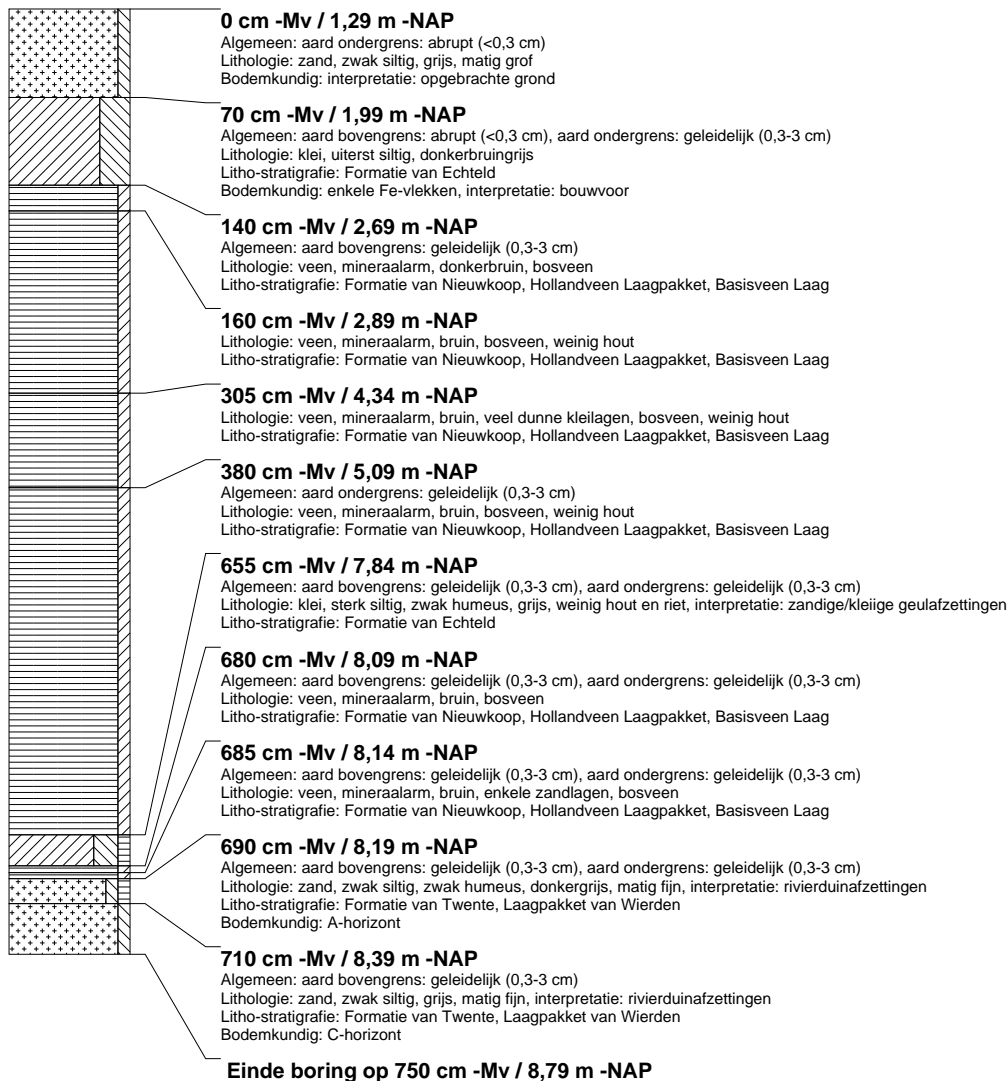 0 cm -Mv / 1,29 m -NAP
Algemeen: aard ondergrens: abrupt (<0,3 cm)
Lithologie: zand, zwak siltig, grijs, matig grof
Bodemkundig: interpretatie: opgebrachte grond
70 cm -Mv / 1,99 m -NAP
Algemeen: aard bovengrens: abrupt (<0,3 cm), aard ondergrens: geleidelijk (0,3-3 cm)
Lithologie: klei, uiterst siltig, donkerbruingrijs
Litho-stratigrafie: Formatie van Echteld
Bodemkundig: enkele Fe-vlekken, interpretatie: bouwvoor
140 cm -Mv / 2,69 m -NAP
Algemeen: aard bovengrens: geleidelijk (0,3-3 cm)
Lithologie: veen, mineraalarm, donkerbruin, bosveen
Litho-stratigrafie: Formatie van Nieuwkoop, Hollandveen Laagpakket, Basisveen Laag
160 cm -Mv / 2,89 m -NAP
Lithologie: veen, mineraalarm, bruin, bosveen, weinig hout
Litho-stratigrafie: Formatie van Nieuwkoop, Hollandveen Laagpakket, Basisveen Laag
305 cm -Mv / 4,34 m -NAP
Lithologie: veen, mineraalarm, bruin, veel dunne kleilagen, bosveen, weinig hout
Litho-stratigrafie: Formatie van Nieuwkoop, Hollandveen Laagpakket, Basisveen Laag
380 cm -Mv / 5,09 m -NAP
Algemeen: aard ondergrens: geleidelijk (0,3-3 cm)
Lithologie: veen, mineraalarm, bruin, bosveen, weinig hout
Litho-stratigrafie: Formatie van Nieuwkoop, Hollandveen Laagpakket, Basisveen Laag
655 cm -Mv / 7,84 m -NAP
Algemeen: aard bovengrens: geleidelijk (0,3-3 cm), aard ondergrens: geleidelijk (0,3-3 cm)
Lithologie: klei, sterk siltig, zwak humeus, grijs, weinig hout en riet, interpretatie: zandige/kleiige geulafzettingen
Litho-stratigrafie: Formatie van Echteld
680 cm -Mv / 8,09 m -NAP
Algemeen: aard bovengrens: geleidelijk (0,3-3 cm), aard ondergrens: geleidelijk (0,3-3 cm)
Lithologie: veen, mineraalarm, bruin, bosveen
Litho-stratigrafie: Formatie van Nieuwkoop, Hollandveen Laagpakket, Basisveen Laag
685 cm -Mv / 8,14 m -NAP
Algemeen: aard bovengrens: geleidelijk (0,3-3 cm), aard ondergrens: geleidelijk (0,3-3 cm)
Lithologie: veen, mineraalarm, bruin, enkele zandlagen, bosveen
Litho-stratigrafie: Formatie van Nieuwkoop, Hollandveen Laagpakket, Basisveen Laag
690 cm -Mv / 8,19 m -NAP
Algemeen: aard bovengrens: geleidelijk (0,3-3 cm), aard ondergrens: geleidelijk (0,3-3 cm)
Lithologie: zand, zwak siltig, zwak humeus, donkergrijs, matig fijn, interpretatie: rivierduinafzettingen
Litho-stratigrafie: Formatie van Twente, Laagpakket van Wierden
Bodemkundig: A-horizont
710 cm -Mv / 8,39 m -NAP
Algemeen: aard bovengrens: geleidelijk (0,3-3 cm)
Lithologie: zand, zwak siltig, grijs, matig fijn, interpretatie: rivierduinafzettingen
Litho-stratigrafie: Formatie van Twente, Laagpakket van Wierden
Bodemkundig: C-horizont
Einde boring op 750 cm -Mv / 8,79 m -NAP